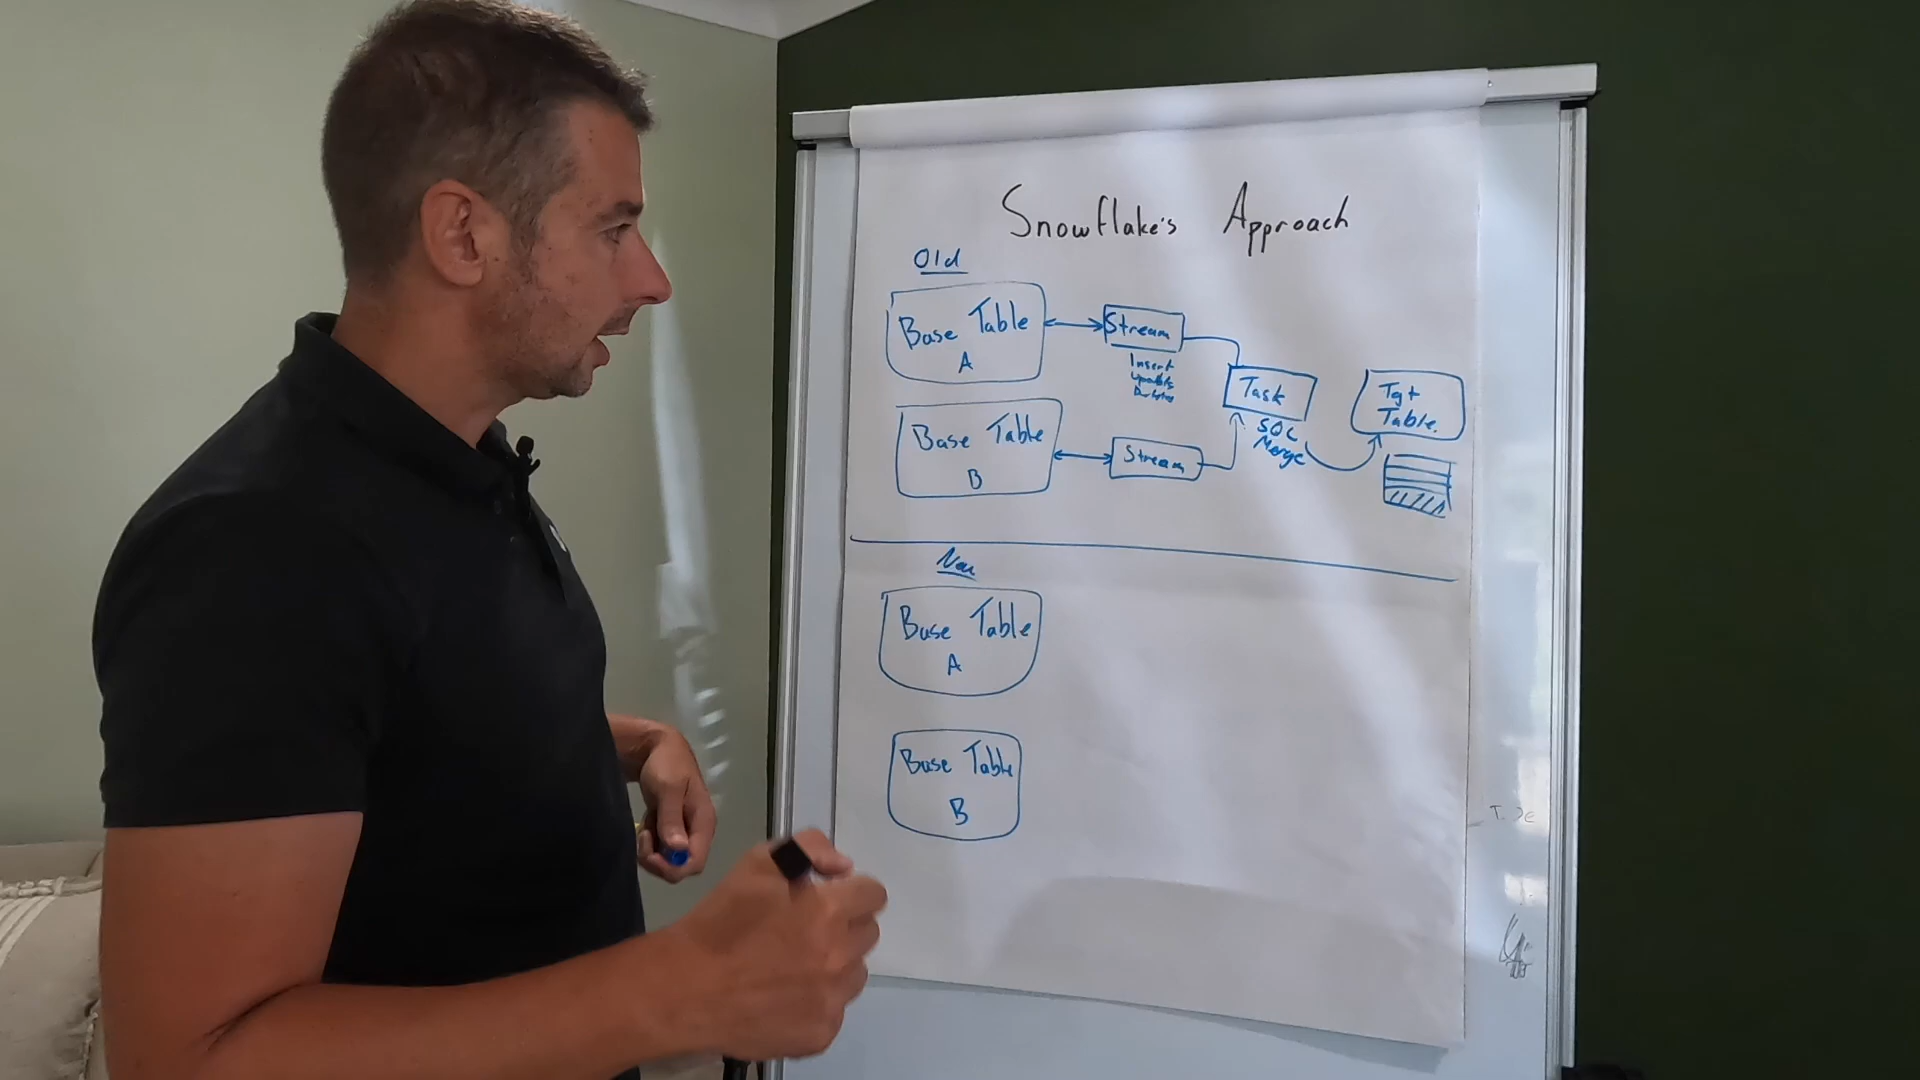 Snowflake's Approach
Old
Base Table
A
Stream
Insert
Updates
Deletes
Task
SQL
Merge
Tgt
Table.
Base Table
B
Stream
New
Base Table
A
Base Table
B